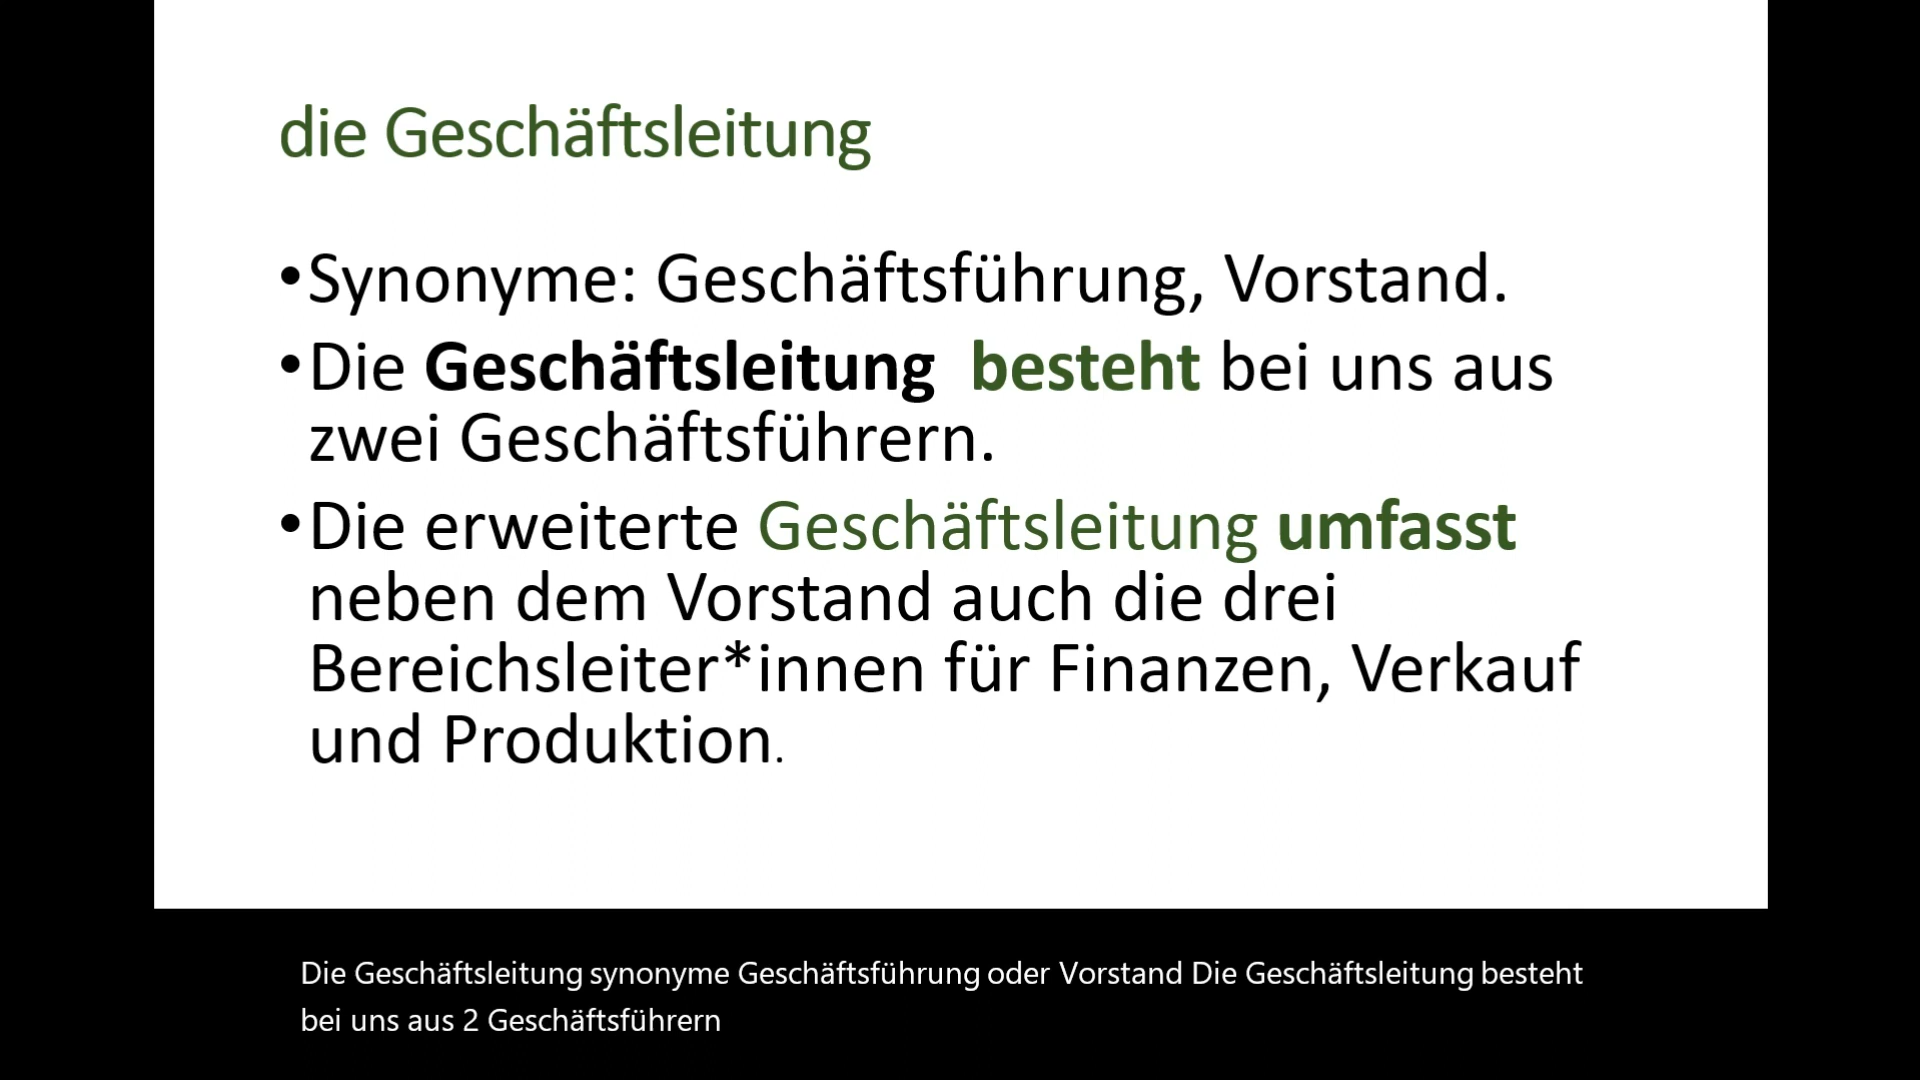 die Geschäftsleitung
•Synonyme: Geschäftsführung, Vorstand.
•Die Geschäftsleitung besteht bei uns aus
zwei Geschäftsführern.
•Die erweiterte Geschäftsleitung umfasst
neben dem Vorstand auch die drei
Bereichsleiter*innen für Finanzen, Verkauf
und Produktion.
Die Geschäftsleitung synonyme Geschäftsführung oder Vorstand Die Geschäftsleitung besteht
bei uns aus 2 Geschäftsführern